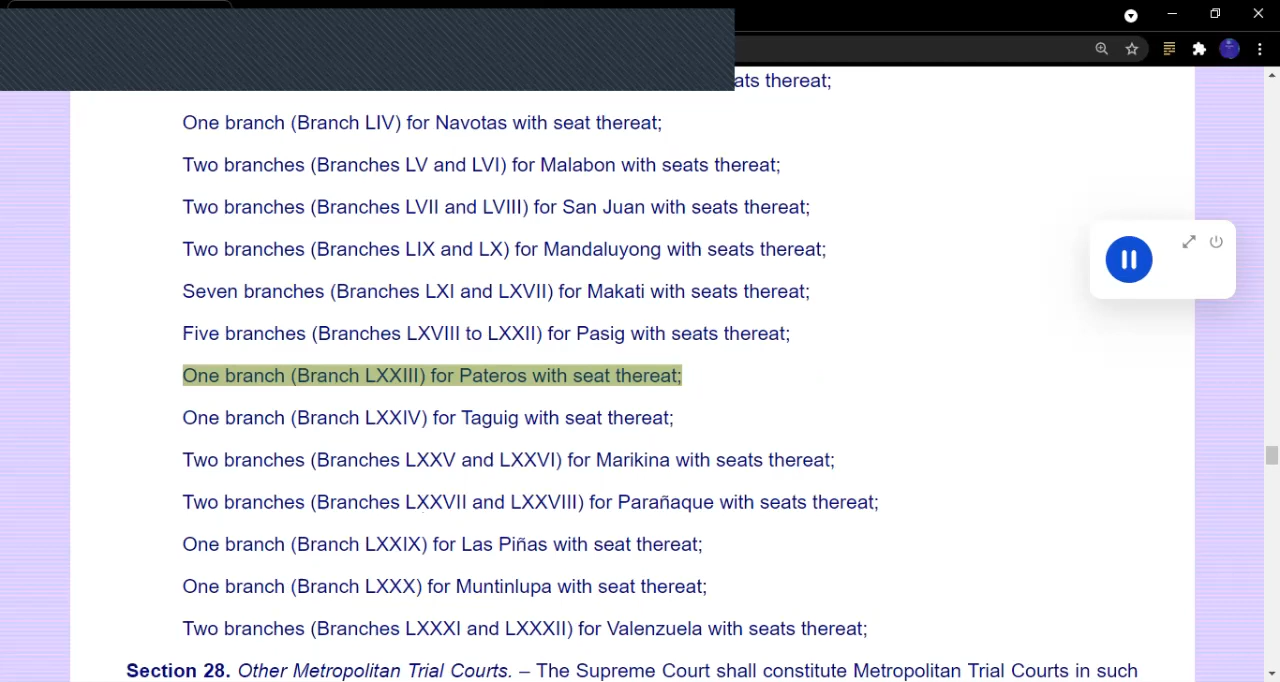 ats thereat;
One branch (Branch LIV) for Navotas with seat thereat;
Two branches (Branches LV and LVI) for Malabon with seats thereat;
Two branches (Branches LVII and LVIII) for San Juan with seats thereat;
Two branches (Branches LIX and LX) for Mandaluyong with seats thereat;
Seven branches (Branches LXI and LXVII) for Makati with seats thereat;
Five branches (Branches LXVIII to LXXII) for Pasig with seats thereat;
One branch (Branch LXXIII) for Pateros with seat thereat;
One branch (Branch LXXIV) for Taguig with seat thereat;
Two branches (Branches LXXV and LXXVI) for Marikina with seats thereat;
Two branches (Branches LXXVII and LXXVIII) for Parañaque with seats thereat;
One branch (Branch LXXIX) for Las Piñas with seat thereat;
One branch (Branch LXXX) for Muntinlupa with seat thereat;
Two branches (Branches LXXXI and LXXXII) for Valenzuela with seats thereat;
Section 28. Other Metropolitan Trial Courts. – The Supreme Court shall constitute Metropolitan Trial Courts in such